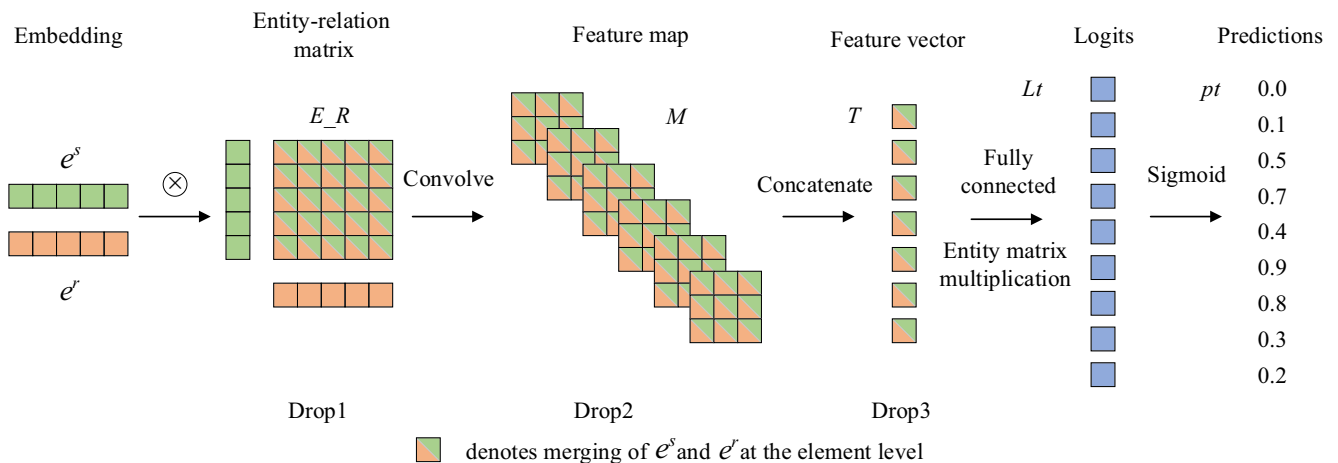 Embedding
Entity-relation
matrix
Feature map
Feature vector
Logits
Predictions
e^s
e^r
E_R
Convolve
M
Concatenate
T
Fully
connected
Entity matrix
multiplication
Lt
Sigmoid
pt
0.0
0.1
0.5
0.7
0.4
0.9
0.8
0.3
0.2
Drop1
Drop2
Drop3
denotes merging of e^s and e^r at the element level